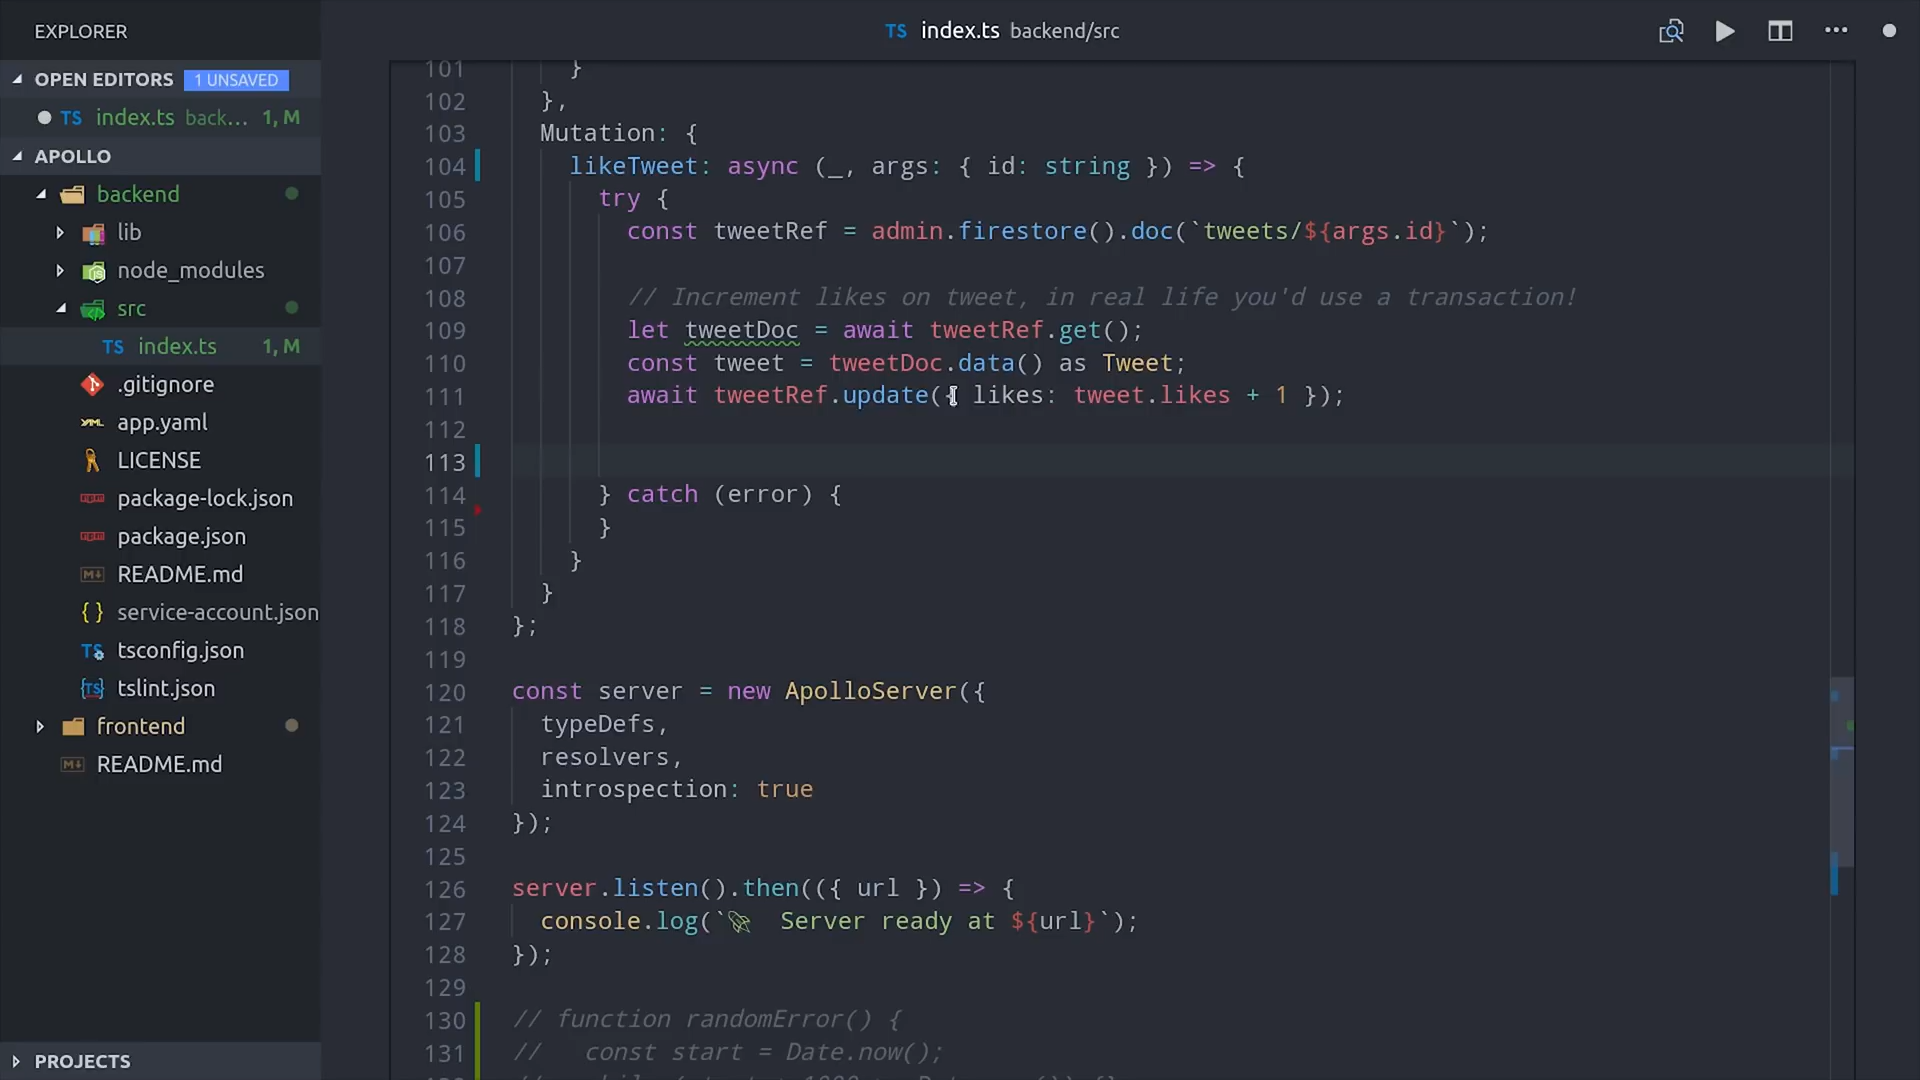 EXPLORER
TS index.ts backend/src
OPEN EDITORS 1 UNSAVED
TS index.ts back... 1, M
APOLLO
backend
lib
node_modules
src
TS index.ts 1, M
.gitignore
YAML app.yaml
LICENSE
package-lock.json
package.json
README.md
{ } service-account.json
TS tsconfig.json
TS tslint.json
frontend
README.md
PROJECTS
101 }
102 },
103 Mutation: {
104 likeTweet: async (_, args: { id: string }) => {
105 try {
106 const tweetRef = admin.firestore().doc(`tweets/${args.id}`);
107
108 // Increment likes on tweet, in real life you'd use a transaction!
109 let tweetDoc = await tweetRef.get();
110 const tweet = tweetDoc.data() as Tweet;
111 await tweetRef.update({ likes: tweet.likes + 1 });
112
113
114 } catch (error) {
115 }
116 }
117 }
118 };
119
120 const server = new ApolloServer({
121 typeDefs,
122 resolvers,
123 introspection: true
124 });
125
126 server.listen().then(({ url }) => {
127 console.log(`🚀 Server ready at ${url}`);
128 });
129
130 // function randomError() {
131 // const start = Date.now();